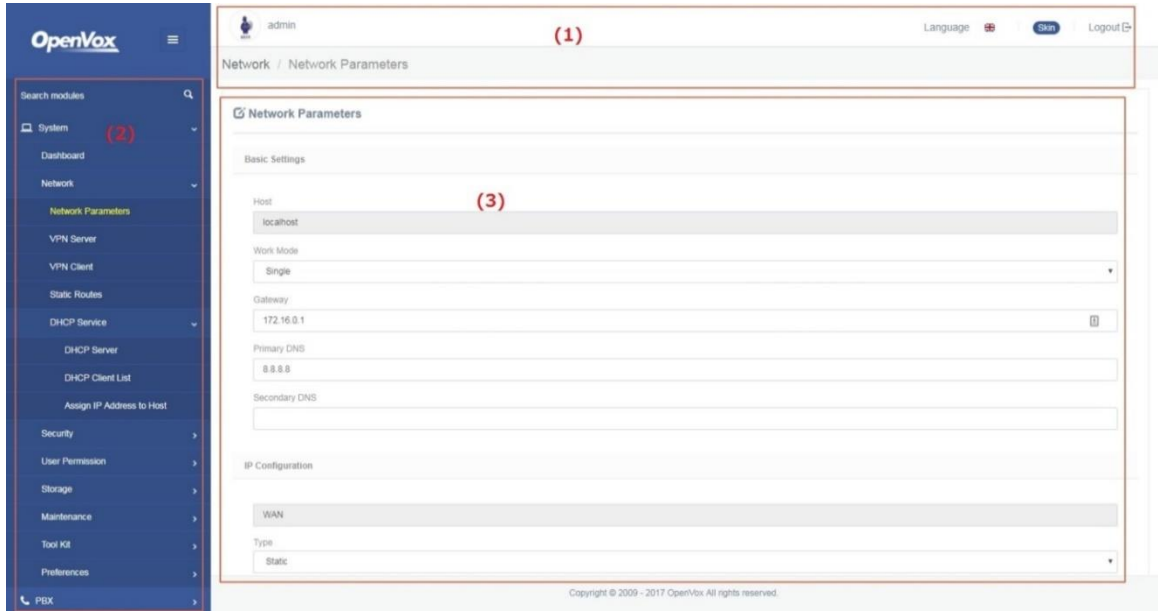 OpenVox
admin
(1)
Language
Skin
Logout
Network / Network Parameters
Search modules
System
(2)
Dashboard
Network
Network Parameters
VPN Server
VPN Client
Static Routes
DHCP Service
DHCP Server
DHCP Client List
Assign IP Address to Host
Security
User Permission
Storage
Maintenance
Tool Kit
Preferences
PBX
Network Parameters
Basic Settings
(3)
Host
localhost
Work Mode
Single
Gateway
172.16.0.1
Primary DNS
8.8.8.8
Secondary DNS
IP Configuration
WAN
Type
Static
Copyright © 2009 - 2017 OpenVox All rights reserved.